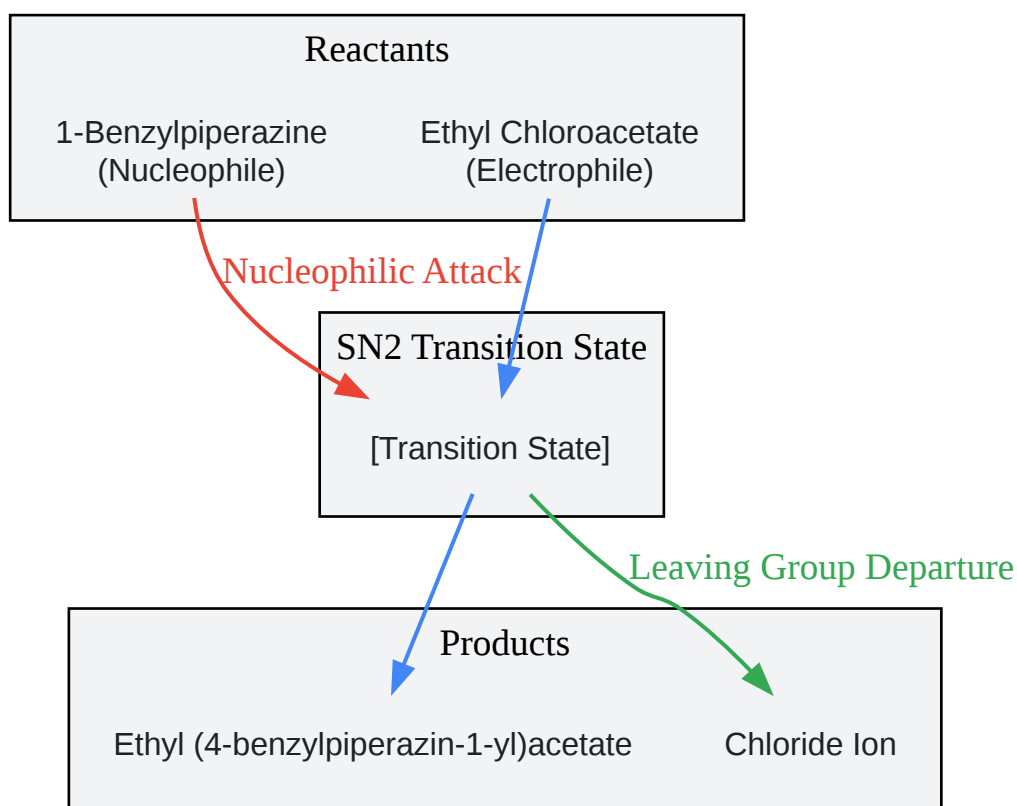 Reactants
1-Benzylpiperazine
(Nucleophile)
Ethyl Chloroacetate
(Electrophile)
Nucleophilic Attack
SN2 Transition State
[Transition State]
Leaving Group Departure
Products
Ethyl (4-benzylpiperazin-1-yl)acetate
Chloride Ion